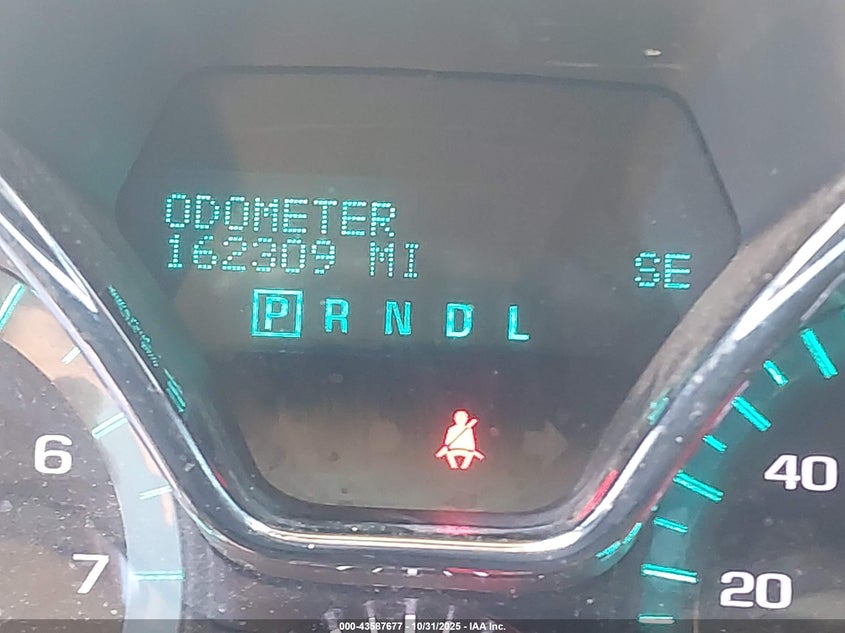 ODOMETER
162309 MI
SE
P R N D L
6
7
40
20
000-43587677 • 10/31/2025 - IAA Inc.